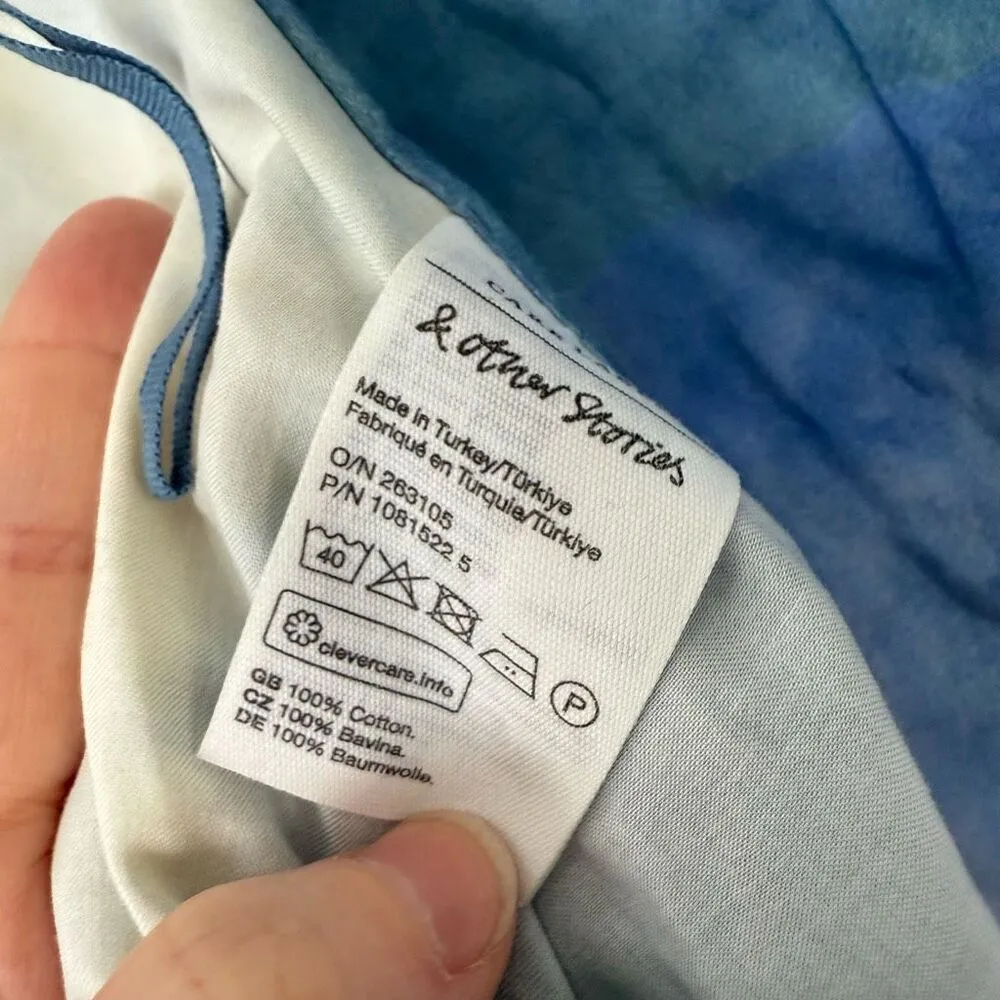 & other Stories
Made in Turkey/Türkiye
Fabriqué en Turquie/Türkiye
O/N 263105
P/N 1081522 5
40
P
clevercare.info
GB 100% Cotton.
CZ 100% Bavlna.
DE 100% Baumwolle.